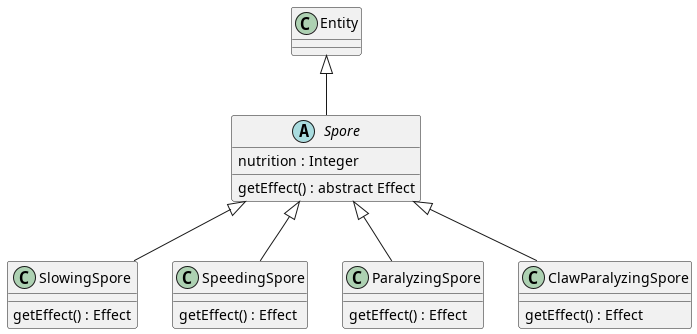 C Entity
A Spore
nutrition : Integer
getEffect() : abstract Effect
C SlowingSpore
getEffect() : Effect
C SpeedingSpore
getEffect() : Effect
C ParalyzingSpore
getEffect() : Effect
C ClawParalyzingSpore
getEffect() : Effect